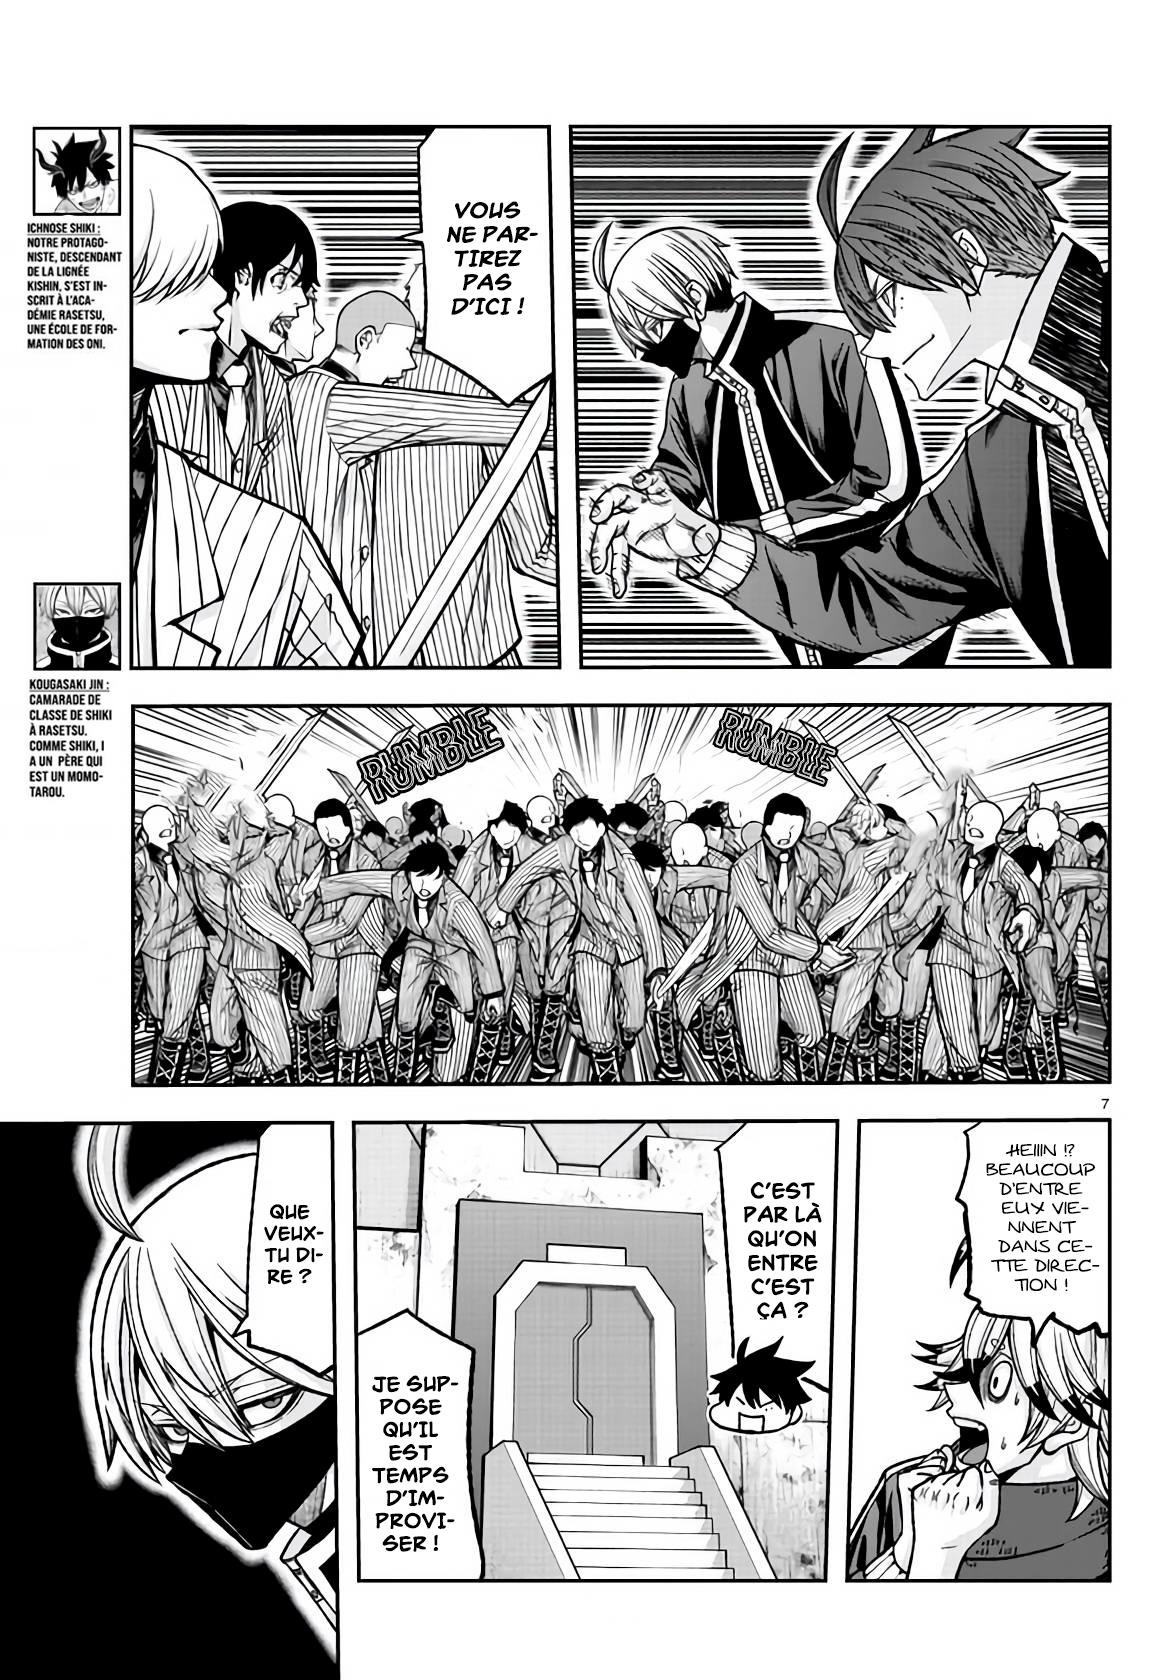 VOUS
NE PAR-
TIREZ
PAS
D'ICI !
ICHNOSE SHIKI :
NOTRE PROTAGO-
NISTE, DESCENDANT
DE LA LIGNÉE
KISHIN, S'EST IN-
SCRIT À L'ACA-
DÉMIE RASETSU,
UNE ÉCOLE DE FOR-
MATION DES ONI.
KOUGASAKI JIN :
CAMARADE DE
CLASSE DE SHIKI
À RASETSU.
COMME SHIKI, I
A UN PÈRE QUI
EST UN MOMO-
TAROU.
RUMBLE
RUMBLE
7
HEIIIN !?
BEAUCOUP
D'ENTRE
EUX VIE-
NNENT
DANS CE-
TTE DIREC-
TION !
C'EST
PAR LÀ
QU'ON
ENTRE
C'EST
ÇA ?
JE SUP-
POSE
QU'IL
EST
TEMPS
D'IM-
PROVI-
SER !
QUE
VEUX-
TU DI-
RE ?